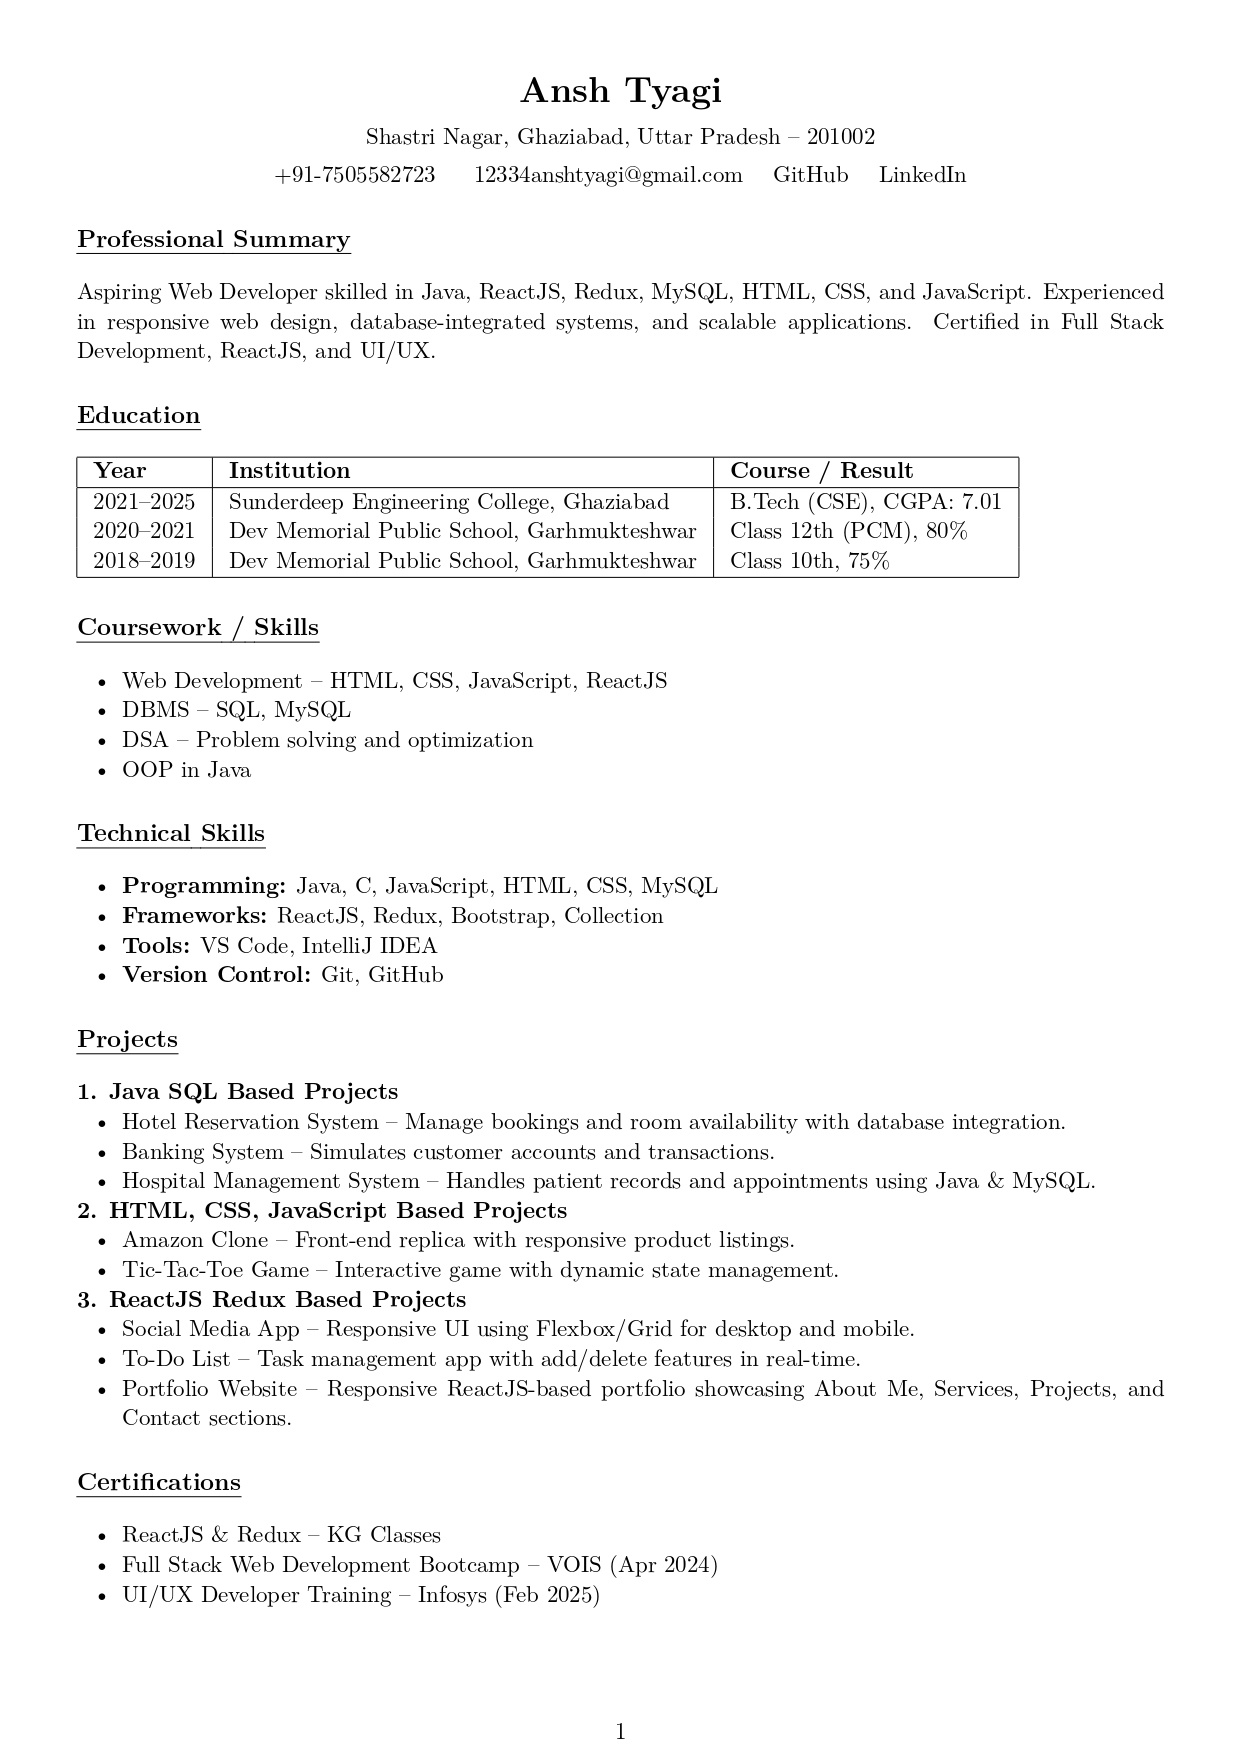 Ansh Tyagi
Shastri Nagar, Ghaziabad, Uttar Pradesh – 201002
+91-7505582723 12334anshtyagi@gmail.com GitHub LinkedIn
Professional Summary
Aspiring Web Developer skilled in Java, ReactJS, Redux, MySQL, HTML, CSS, and JavaScript. Experienced
in responsive web design, database-integrated systems, and scalable applications. Certified in Full Stack
Development, ReactJS, and UI/UX.
Education
Year Institution Course / Result
2021–2025 Sunderdeep Engineering College, Ghaziabad B.Tech (CSE), CGPA: 7.01
2020–2021 Dev Memorial Public School, Garhmukteshwar Class 12th (PCM), 80%
2018–2019 Dev Memorial Public School, Garhmukteshwar Class 10th, 75%
Coursework / Skills
• Web Development – HTML, CSS, JavaScript, ReactJS
• DBMS – SQL, MySQL
• DSA – Problem solving and optimization
• OOP in Java
Technical Skills
• Programming: Java, C, JavaScript, HTML, CSS, MySQL
• Frameworks: ReactJS, Redux, Bootstrap, Collection
• Tools: VS Code, IntelliJ IDEA
• Version Control: Git, GitHub
Projects
1. Java SQL Based Projects
• Hotel Reservation System – Manage bookings and room availability with database integration.
• Banking System – Simulates customer accounts and transactions.
• Hospital Management System – Handles patient records and appointments using Java & MySQL.
2. HTML, CSS, JavaScript Based Projects
• Amazon Clone – Front-end replica with responsive product listings.
• Tic-Tac-Toe Game – Interactive game with dynamic state management.
3. ReactJS Redux Based Projects
• Social Media App – Responsive UI using Flexbox/Grid for desktop and mobile.
• To-Do List – Task management app with add/delete features in real-time.
• Portfolio Website – Responsive ReactJS-based portfolio showcasing About Me, Services, Projects, and
Contact sections.
Certifications
• ReactJS & Redux – KG Classes
• Full Stack Web Development Bootcamp – VOIS (Apr 2024)
• UI/UX Developer Training – Infosys (Feb 2025)
1